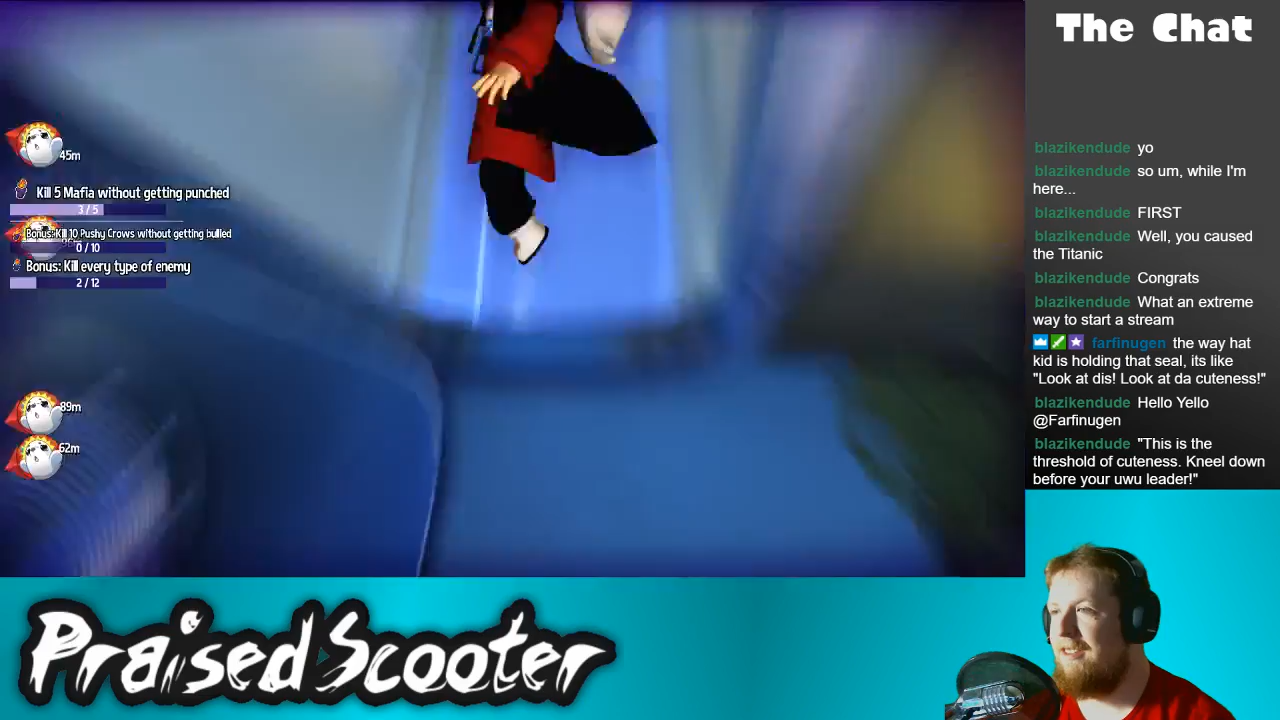 The Chat
45m
Kill 5 Mafia without getting punched
3 / 5
Bonus: Kill 10 Pushy Crows without getting bullied
0 / 10
Bonus: Kill every type of enemy
2 / 12
89m
62m
blazikendude yo
blazikendude so um, while I'm
here...
blazikendude FIRST
blazikendude Well, you caused
the Titanic
blazikendude Congrats
blazikendude What an extreme
way to start a stream
farfinugen the way hat
kid is holding that seal, its like
"Look at dis! Look at da cuteness!"
blazikendude Hello Yello
@Farfinugen
blazikendude "This is the
threshold of cuteness. Kneel down
before your uwu leader!"
PraisedScooter